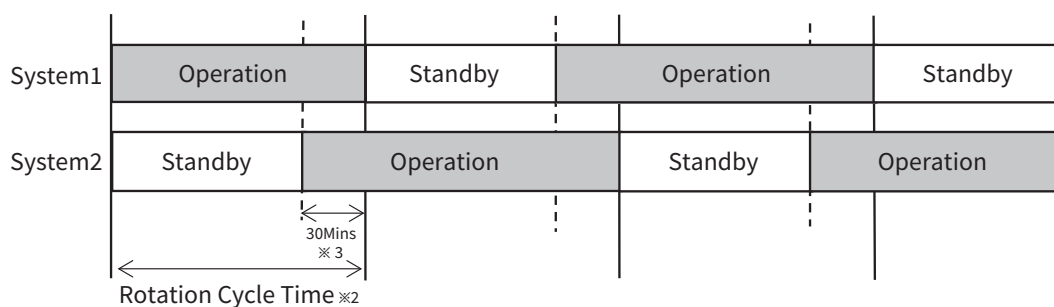 System1 Operation Standby Operation Standby
System2 Standby Operation Standby Operation
30Mins
※ 3
Rotation Cycle Time ※2